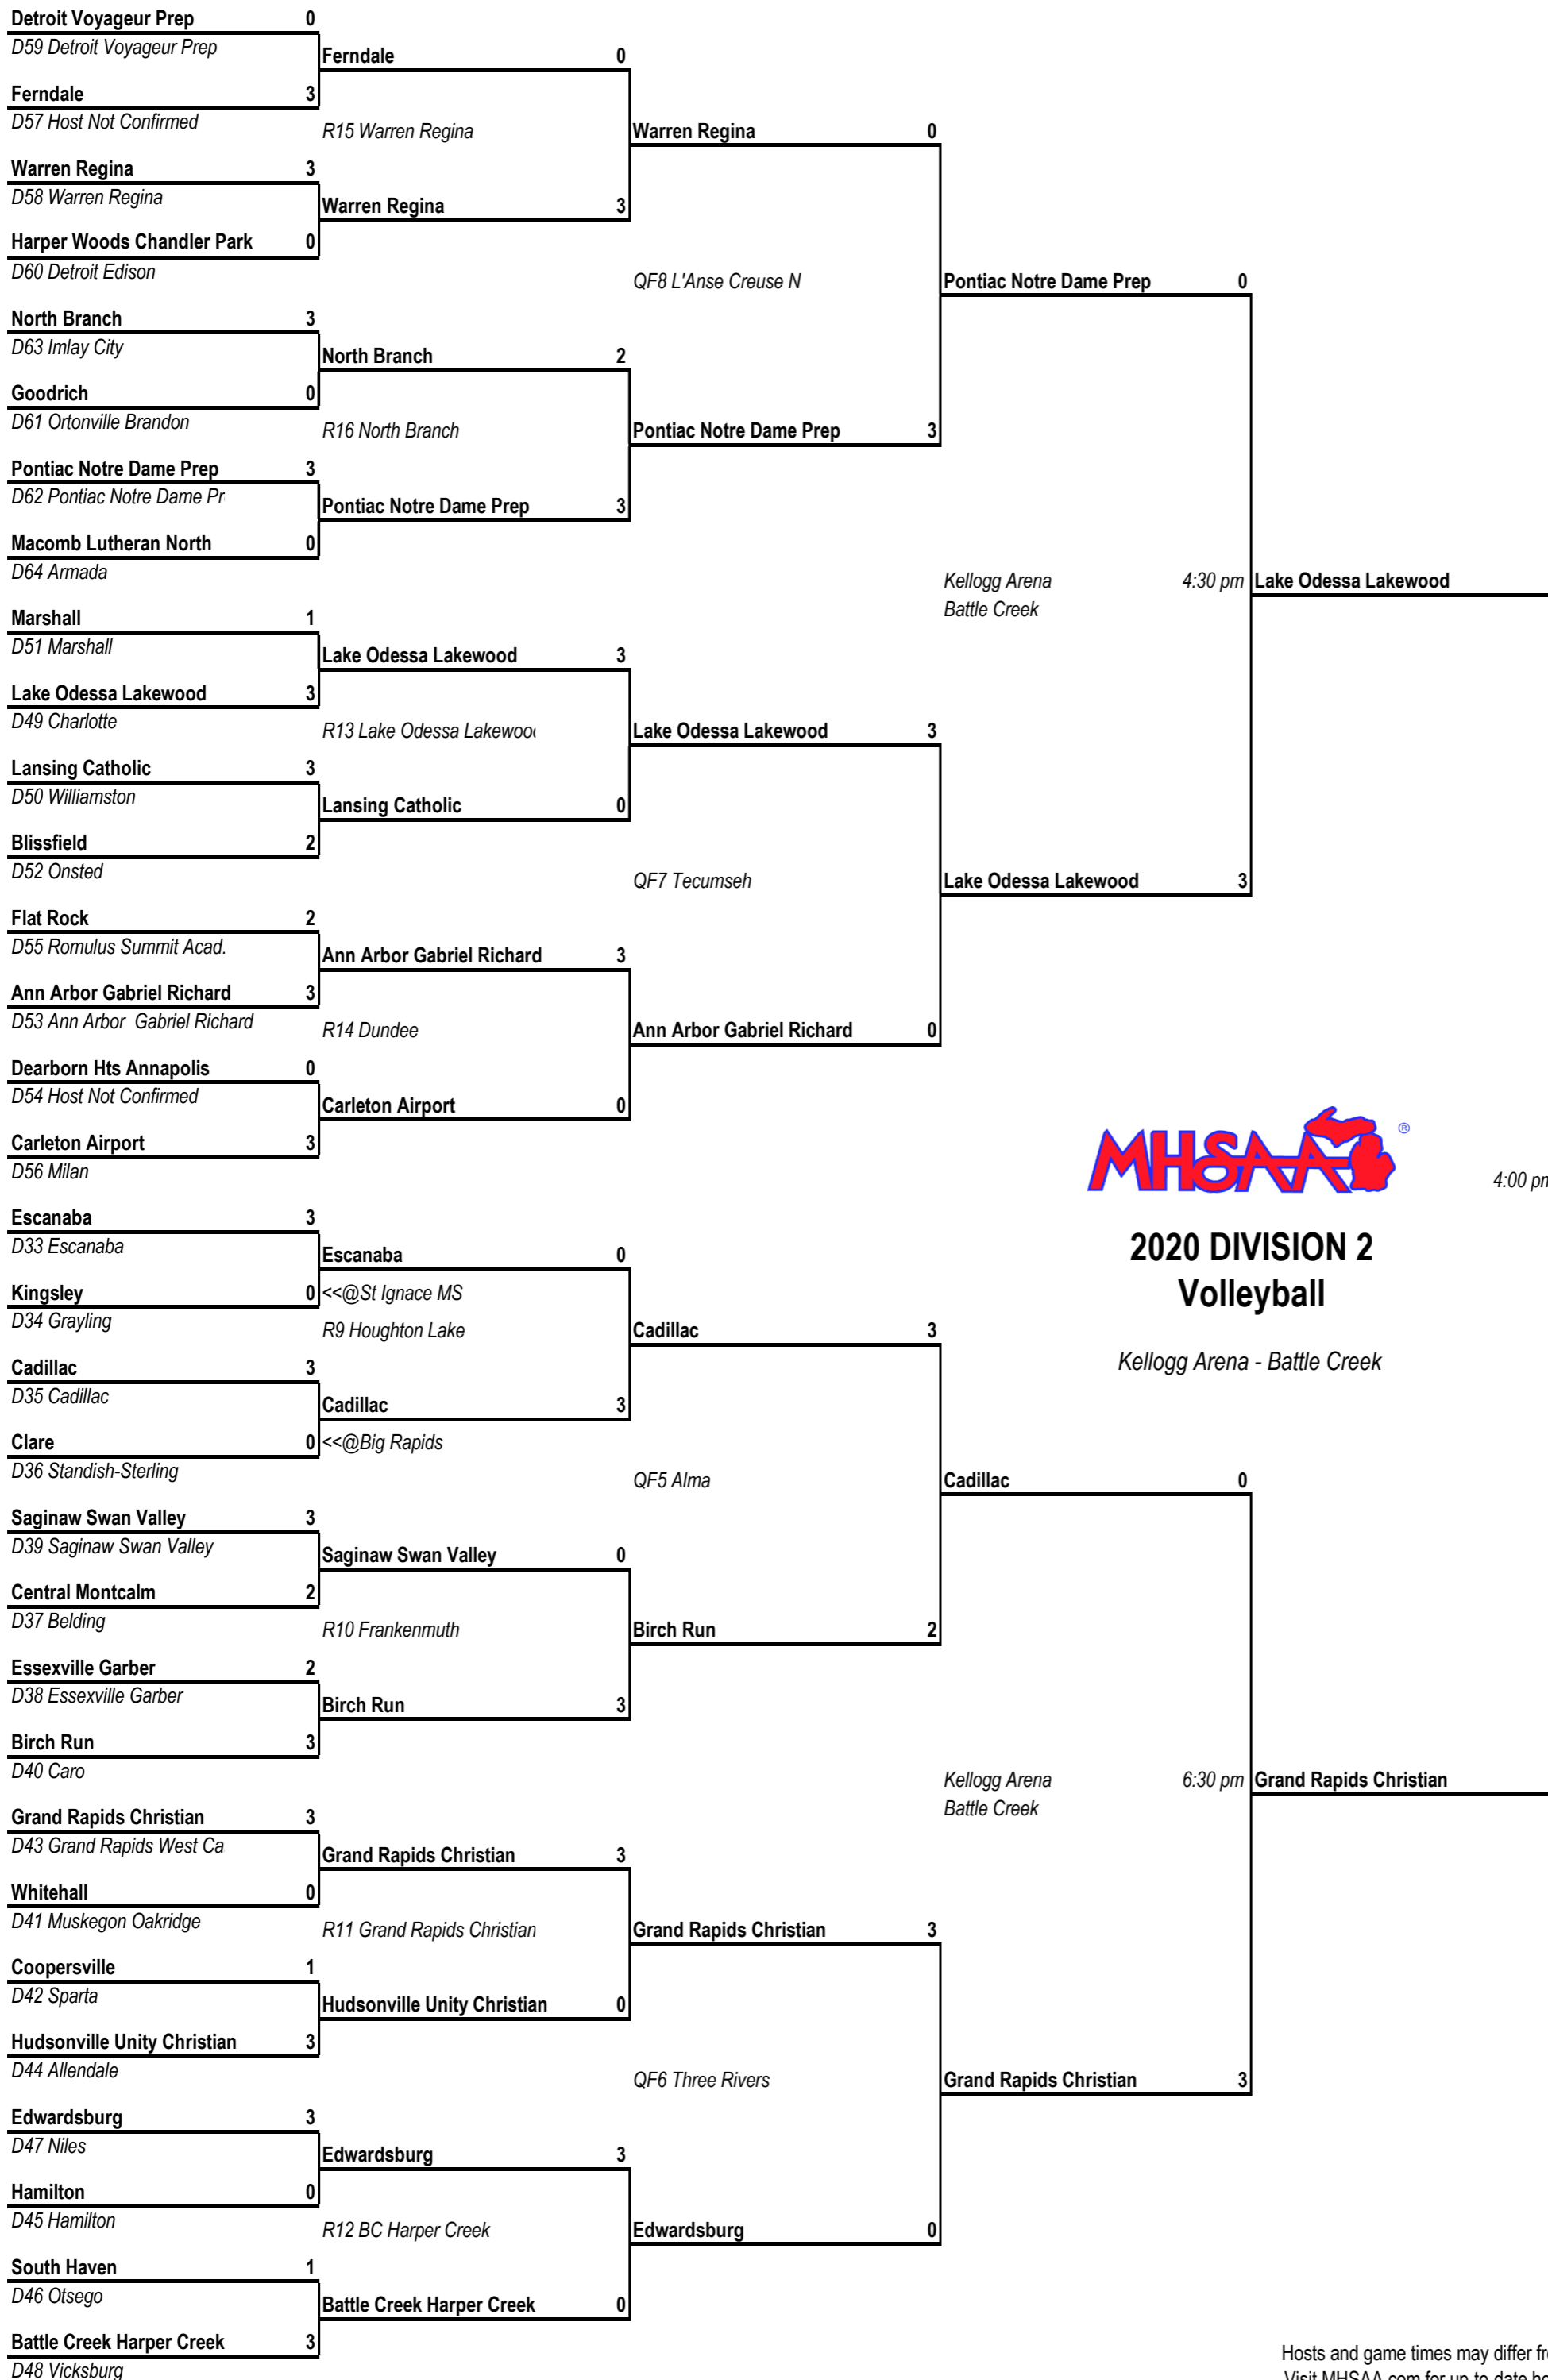 Detroit Voyageur Prep 0
D59 Detroit Voyageur Prep
Ferndale 0
Ferndale 3
D57 Host Not Confirmed
R15 Warren Regina
Warren Regina 0
Warren Regina 3
D58 Warren Regina
Warren Regina 3
Harper Woods Chandler Park 0
D60 Detroit Edison
QF8 L'Anse Creuse N
Pontiac Notre Dame Prep 0
North Branch 3
D63 Imlay City
North Branch 2
Goodrich 0
D61 Ortonville Brandon
R16 North Branch
Pontiac Notre Dame Prep 3
Pontiac Notre Dame Prep 3
D62 Pontiac Notre Dame Pr
Pontiac Notre Dame Prep 3
Macomb Lutheran North 0
D64 Armada
Kellogg Arena 4:30 pm
Battle Creek
Lake Odessa Lakewood
Marshall 1
D51 Marshall
Lake Odessa Lakewood 3
Lake Odessa Lakewood 3
D49 Charlotte
R13 Lake Odessa Lakewood
Lake Odessa Lakewood 3
Lansing Catholic 3
D50 Williamston
Lansing Catholic 0
Blissfield 2
D52 Onsted
QF7 Tecumseh
Lake Odessa Lakewood 3
Flat Rock 2
D55 Romulus Summit Acad.
Ann Arbor Gabriel Richard 3
Ann Arbor Gabriel Richard 3
D53 Ann Arbor  Gabriel Richard
R14 Dundee
Ann Arbor Gabriel Richard 0
Dearborn Hts Annapolis 0
D54 Host Not Confirmed
Carleton Airport 0
Carleton Airport 3
D56 Milan
MHSAA ®
4:00 pm
2020 DIVISION 2
Volleyball
Kellogg Arena - Battle Creek
Escanaba 3
D33 Escanaba
Escanaba 0
Kingsley 0
<<@St Ignace MS
D34 Grayling
R9 Houghton Lake
Cadillac 3
Cadillac 3
D35 Cadillac
Cadillac 3
Clare 0
<<@Big Rapids
D36 Standish-Sterling
QF5 Alma
Cadillac 0
Saginaw Swan Valley 3
D39 Saginaw Swan Valley
Saginaw Swan Valley 0
Central Montcalm 2
D37 Belding
R10 Frankenmuth
Birch Run 2
Essexville Garber 2
D38 Essexville Garber
Birch Run 3
Birch Run 3
D40 Caro
Kellogg Arena 6:30 pm
Battle Creek
Grand Rapids Christian
Grand Rapids Christian 3
D43 Grand Rapids West Ca
Grand Rapids Christian 3
Whitehall 0
D41 Muskegon Oakridge
R11 Grand Rapids Christian
Grand Rapids Christian 3
Coopersville 1
D42 Sparta
Hudsonville Unity Christian 0
Hudsonville Unity Christian 3
D44 Allendale
QF6 Three Rivers
Grand Rapids Christian 3
Edwardsburg 3
D47 Niles
Edwardsburg 3
Hamilton 0
D45 Hamilton
R12 BC Harper Creek
Edwardsburg 0
South Haven 1
D46 Otsego
Battle Creek Harper Creek 0
Battle Creek Harper Creek 3
D48 Vicksburg
Hosts and game times may differ fr
Visit MHSAA.com for up to date